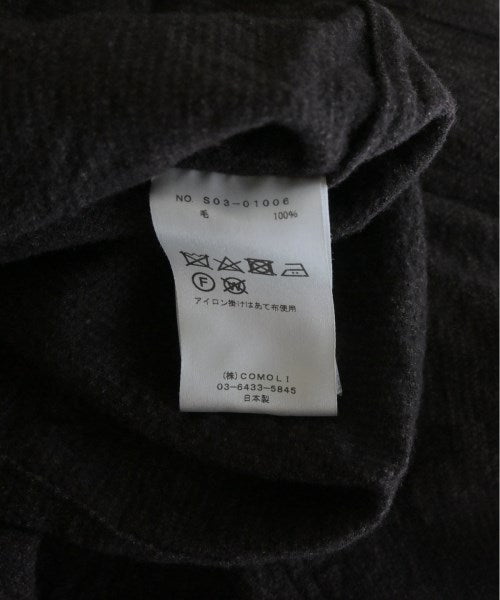 NO. S03-01006
毛 100%
F W
アイロン掛けはあて布使用
(株)COMOLI
03-6433-5845
日本製